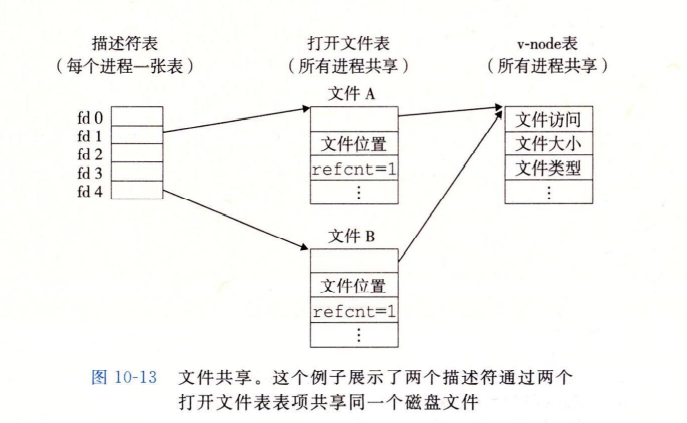 描述符表
（每个进程一张表）
打开文件表
（所有进程共享）
v-node表
（所有进程共享）
fd 0
fd 1
fd 2
fd 3
fd 4
文件 A
文件位置
refcnt=1
⋮
文件 B
文件位置
refcnt=1
⋮
文件访问
文件大小
文件类型
⋮
图 10-13 文件共享。这个例子展示了两个描述符通过两个
打开文件表表项共享同一个磁盘文件